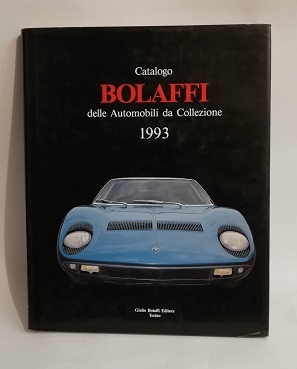 Catalogo
BOLAFFI
delle Automobili da Collezione
1993
Giulio Bolaffi Editore
Torino